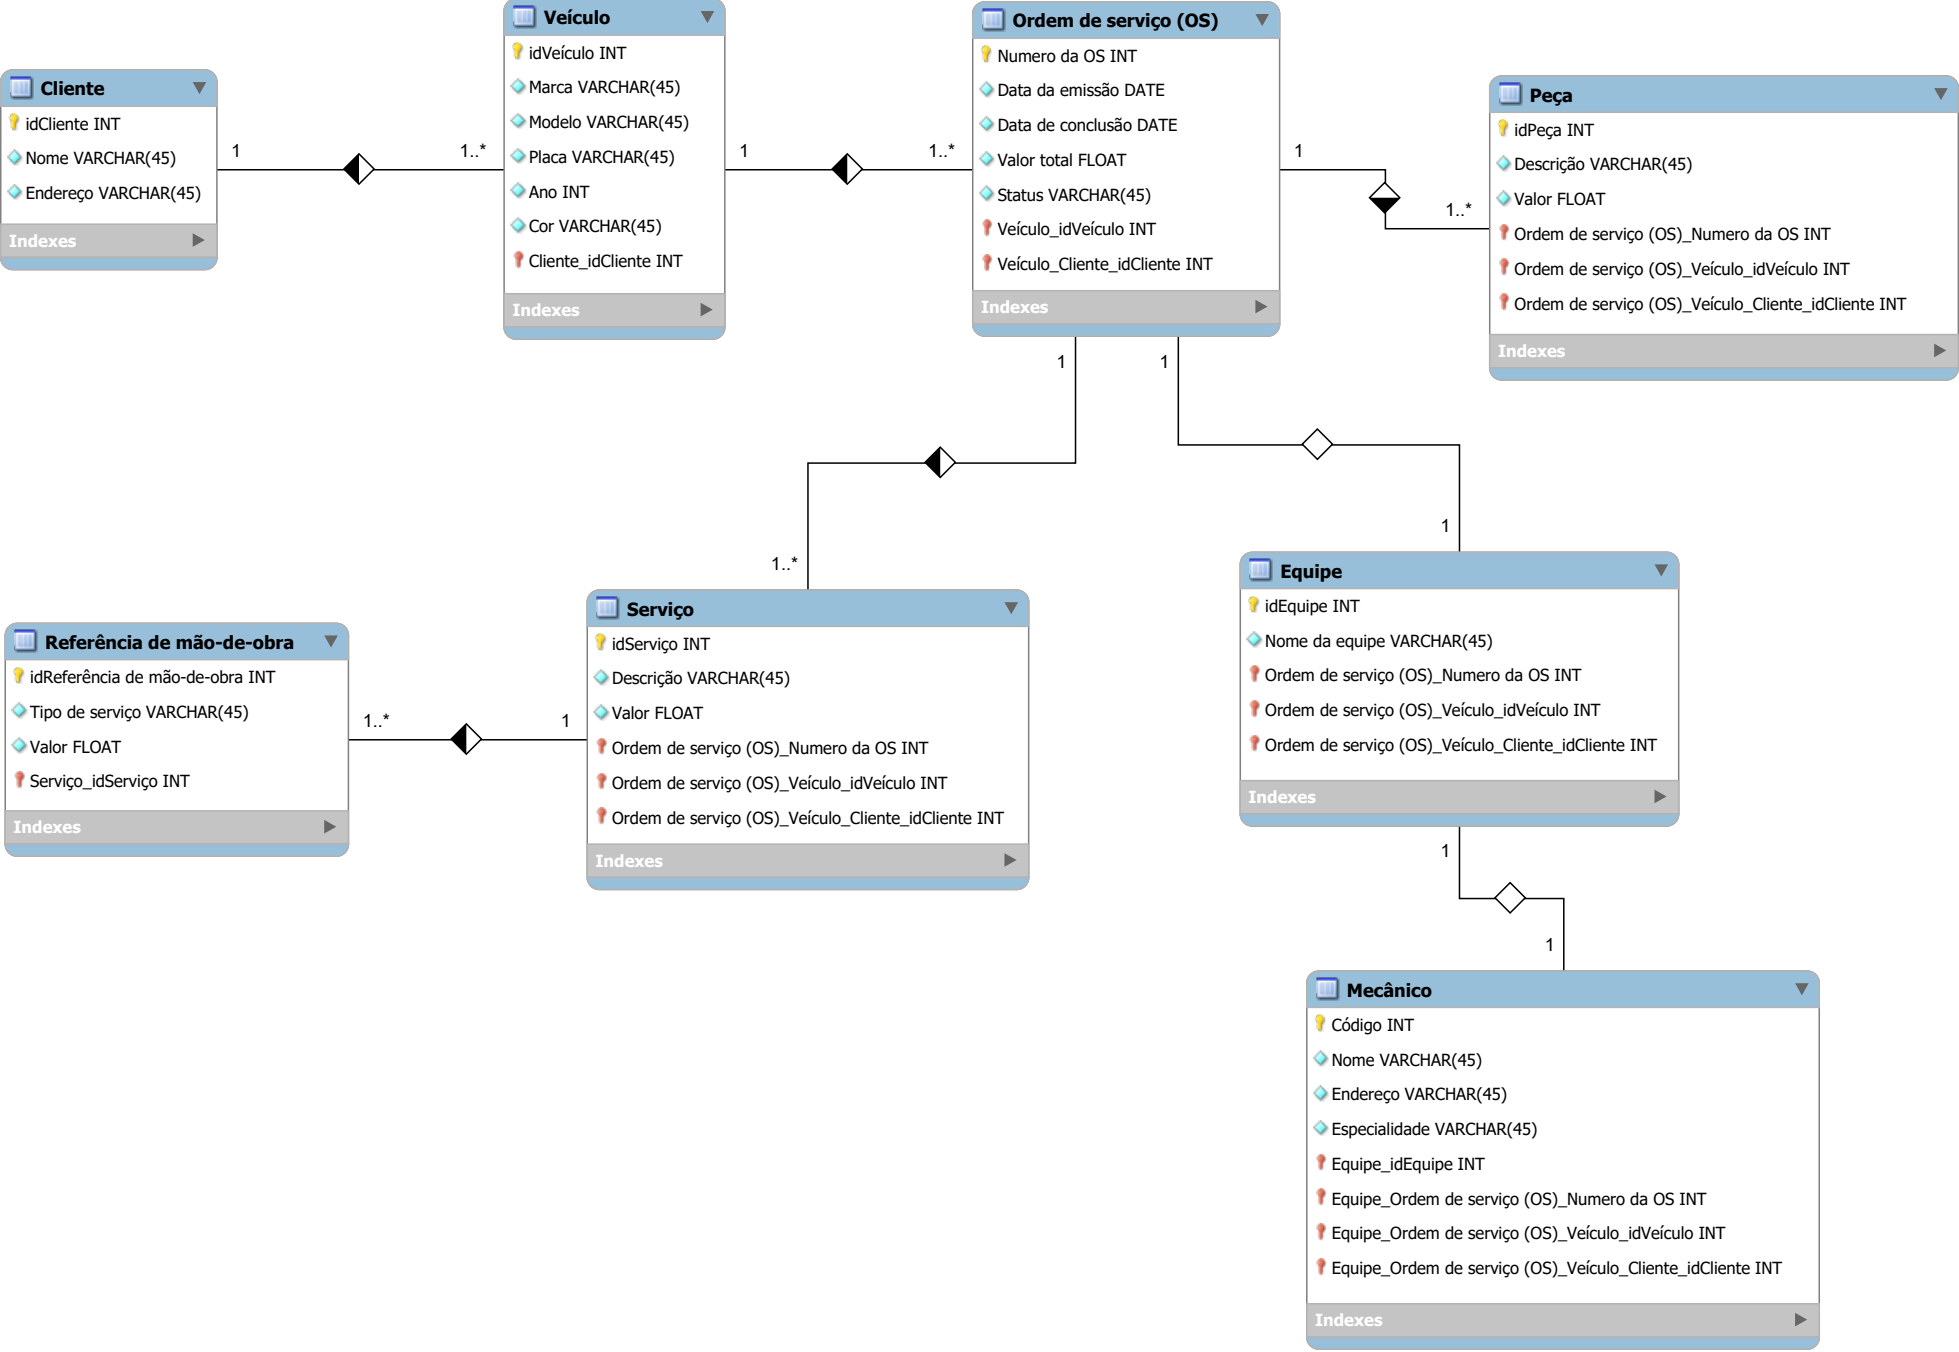 Cliente
idCliente INT
Nome VARCHAR(45)
Endereço VARCHAR(45)
Indexes
1
1..*
Veículo
idVeículo INT
Marca VARCHAR(45)
Modelo VARCHAR(45)
Placa VARCHAR(45)
Ano INT
Cor VARCHAR(45)
Cliente_idCliente INT
Indexes
1
1..*
Ordem de serviço (OS)
Numero da OS INT
Data da emissão DATE
Data de conclusão DATE
Valor total FLOAT
Status VARCHAR(45)
Veículo_idVeículo INT
Veículo_Cliente_idCliente INT
Indexes
1
1..*
Peça
idPeça INT
Descrição VARCHAR(45)
Valor FLOAT
Ordem de serviço (OS)_Numero da OS INT
Ordem de serviço (OS)_Veículo_idVeículo INT
Ordem de serviço (OS)_Veículo_Cliente_idCliente INT
Indexes
1
1
1..*
1
Referência de mão-de-obra
idReferência de mão-de-obra INT
Tipo de serviço VARCHAR(45)
Valor FLOAT
Serviço_idServiço INT
Indexes
1..*
1
Serviço
idServiço INT
Descrição VARCHAR(45)
Valor FLOAT
Ordem de serviço (OS)_Numero da OS INT
Ordem de serviço (OS)_Veículo_idVeículo INT
Ordem de serviço (OS)_Veículo_Cliente_idCliente INT
Indexes
Equipe
idEquipe INT
Nome da equipe VARCHAR(45)
Ordem de serviço (OS)_Numero da OS INT
Ordem de serviço (OS)_Veículo_idVeículo INT
Ordem de serviço (OS)_Veículo_Cliente_idCliente INT
Indexes
1
1
Mecânico
Código INT
Nome VARCHAR(45)
Endereço VARCHAR(45)
Especialidade VARCHAR(45)
Equipe_idEquipe INT
Equipe_Ordem de serviço (OS)_Numero da OS INT
Equipe_Ordem de serviço (OS)_Veículo_idVeículo INT
Equipe_Ordem de serviço (OS)_Veículo_Cliente_idCliente INT
Indexes